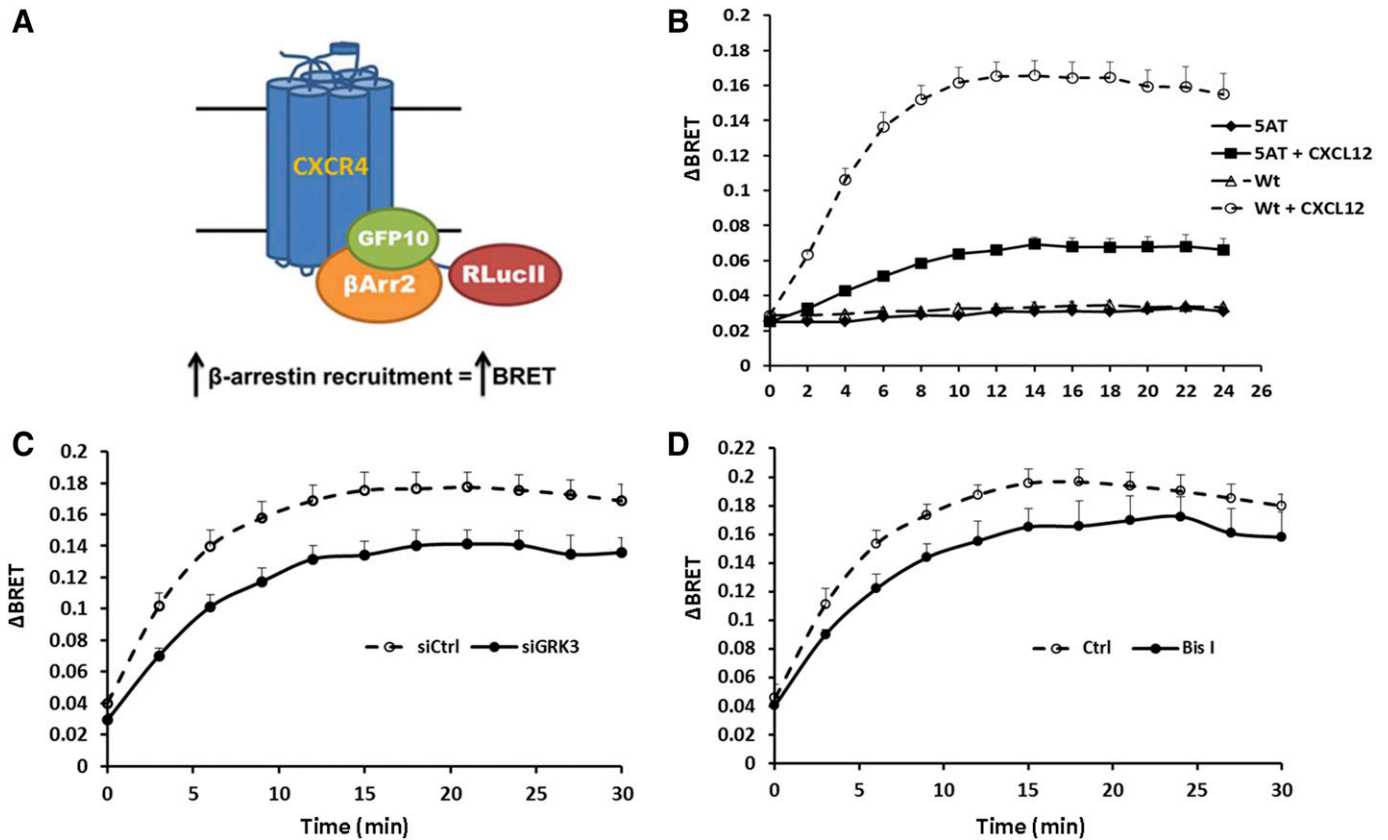 A
CXCR4
GFP10
βArr2
RLucII
↑ β-arrestin recruitment = ↑ BRET
B
ΔBRET
0.2
0.18
0.16
0.14
0.12
0.1
0.08
0.06
0.04
0.02
0
0 2 4 6 8 10 12 14 16 18 20 22 24 26
5AT
5AT + CXCL12
Wt
Wt + CXCL12
C
ΔBRET
0.2
0.18
0.16
0.14
0.12
0.1
0.08
0.06
0.04
0.02
0
siCtrl siGRK3
0 5 10 15 20 25 30
Time (min)
D
ΔBRET
0.22
0.2
0.18
0.16
0.14
0.12
0.1
0.08
0.06
0.04
0.02
0
Ctrl Bis I
0 5 10 15 20 25 30
Time (min)